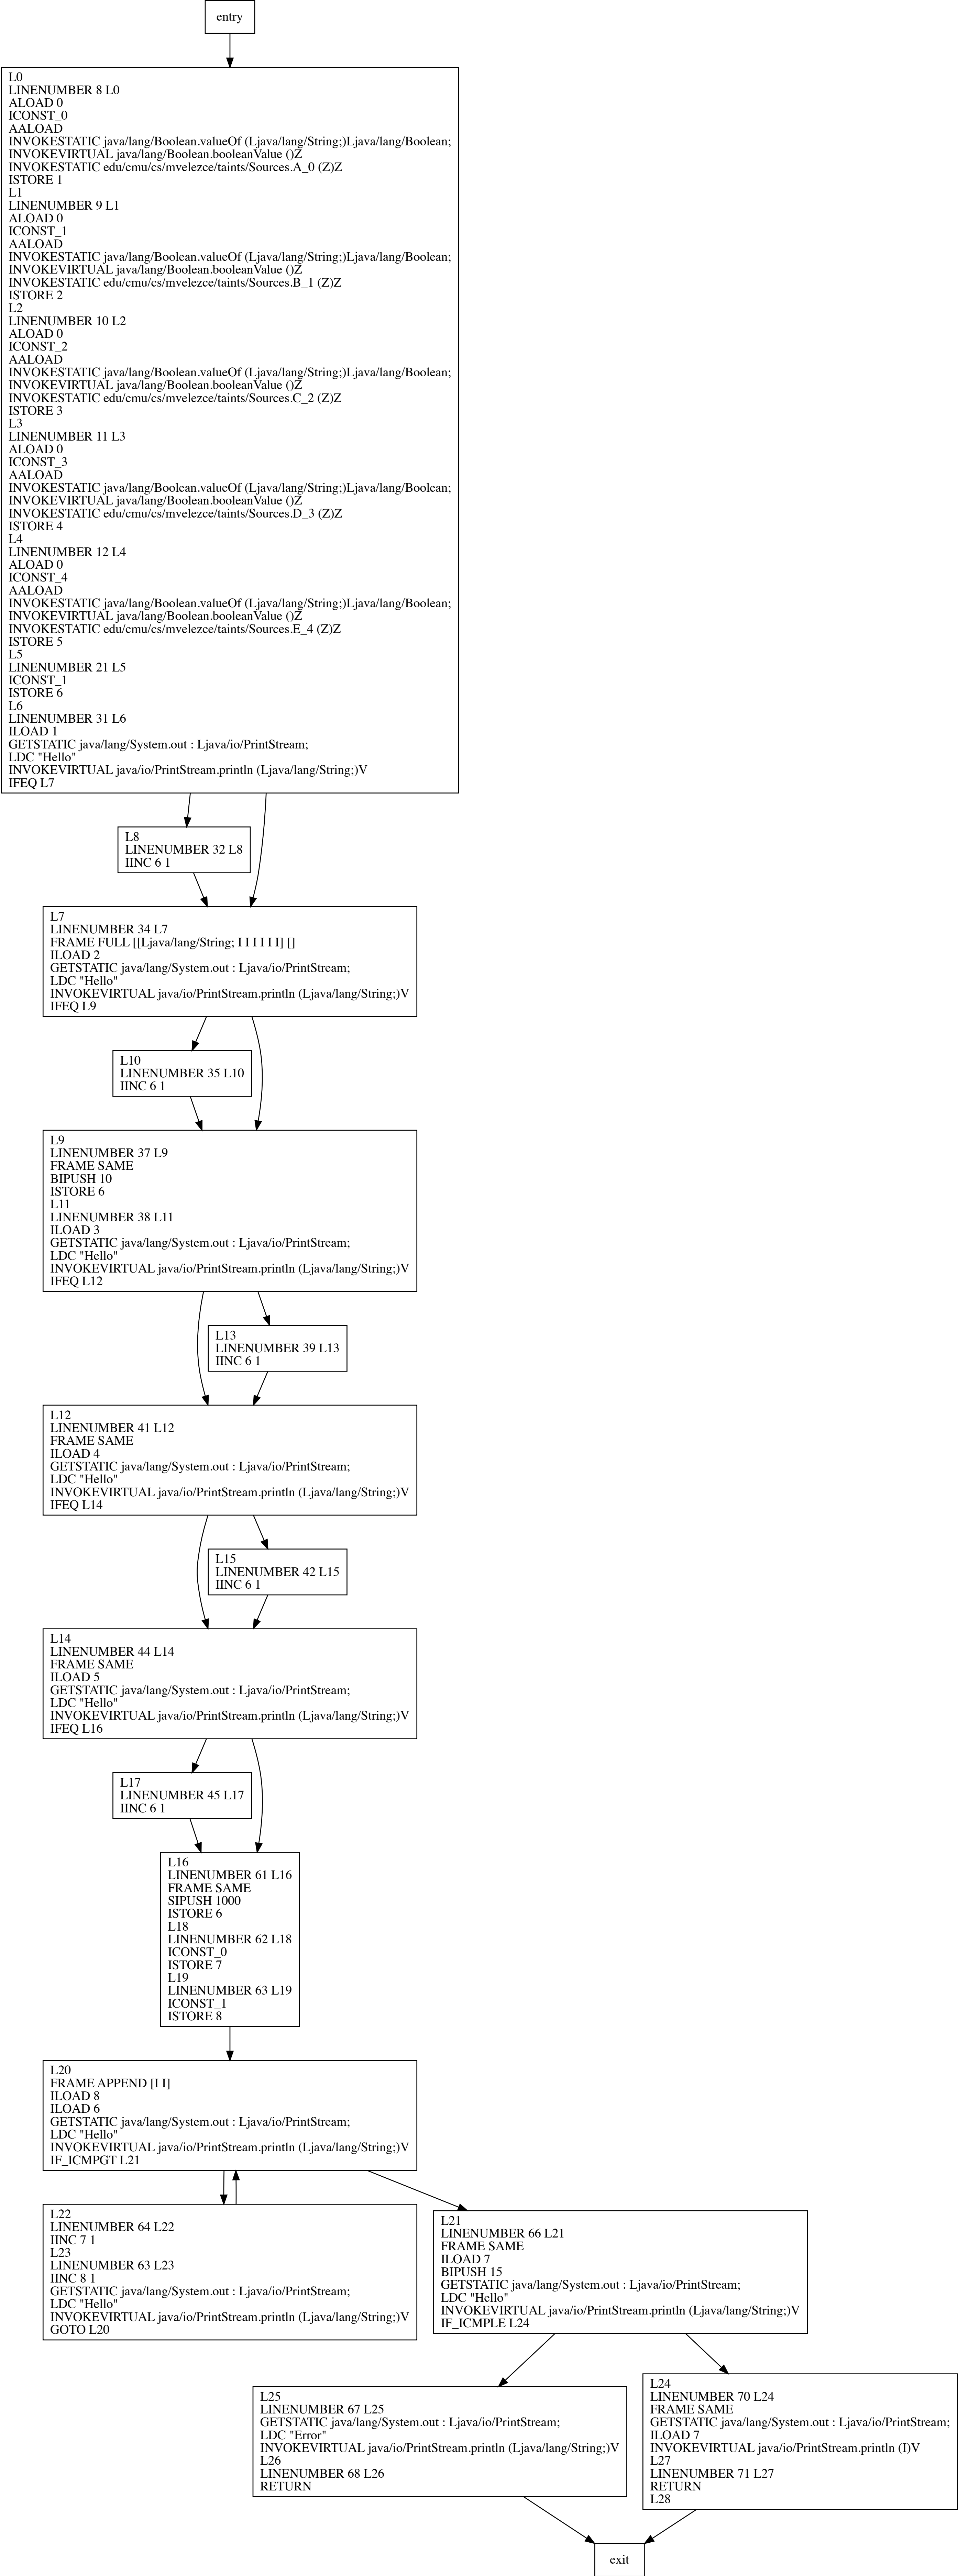 entry
L0
LINENUMBER 8 L0
ALOAD 0
ICONST_0
AALOAD
INVOKESTATIC java/lang/Boolean.valueOf (Ljava/lang/String;)Ljava/lang/Boolean;
INVOKEVIRTUAL java/lang/Boolean.booleanValue ()Z
INVOKESTATIC edu/cmu/cs/mvelezce/taints/Sources.A_0 (Z)Z
ISTORE 1
L1
LINENUMBER 9 L1
ALOAD 0
ICONST_1
AALOAD
INVOKESTATIC java/lang/Boolean.valueOf (Ljava/lang/String;)Ljava/lang/Boolean;
INVOKEVIRTUAL java/lang/Boolean.booleanValue ()Z
INVOKESTATIC edu/cmu/cs/mvelezce/taints/Sources.B_1 (Z)Z
ISTORE 2
L2
LINENUMBER 10 L2
ALOAD 0
ICONST_2
AALOAD
INVOKESTATIC java/lang/Boolean.valueOf (Ljava/lang/String;)Ljava/lang/Boolean;
INVOKEVIRTUAL java/lang/Boolean.booleanValue ()Z
INVOKESTATIC edu/cmu/cs/mvelezce/taints/Sources.C_2 (Z)Z
ISTORE 3
L3
LINENUMBER 11 L3
ALOAD 0
ICONST_3
AALOAD
INVOKESTATIC java/lang/Boolean.valueOf (Ljava/lang/String;)Ljava/lang/Boolean;
INVOKEVIRTUAL java/lang/Boolean.booleanValue ()Z
INVOKESTATIC edu/cmu/cs/mvelezce/taints/Sources.D_3 (Z)Z
ISTORE 4
L4
LINENUMBER 12 L4
ALOAD 0
ICONST_4
AALOAD
INVOKESTATIC java/lang/Boolean.valueOf (Ljava/lang/String;)Ljava/lang/Boolean;
INVOKEVIRTUAL java/lang/Boolean.booleanValue ()Z
INVOKESTATIC edu/cmu/cs/mvelezce/taints/Sources.E_4 (Z)Z
ISTORE 5
L5
LINENUMBER 21 L5
ICONST_1
ISTORE 6
L6
LINENUMBER 31 L6
ILOAD 1
GETSTATIC java/lang/System.out : Ljava/io/PrintStream;
LDC "Hello"
INVOKEVIRTUAL java/io/PrintStream.println (Ljava/lang/String;)V
IFEQ L7
L8
LINENUMBER 32 L8
IINC 6 1
L7
LINENUMBER 34 L7
FRAME FULL [[Ljava/lang/String; I I I I I I] []
ILOAD 2
GETSTATIC java/lang/System.out : Ljava/io/PrintStream;
LDC "Hello"
INVOKEVIRTUAL java/io/PrintStream.println (Ljava/lang/String;)V
IFEQ L9
L10
LINENUMBER 35 L10
IINC 6 1
L9
LINENUMBER 37 L9
FRAME SAME
BIPUSH 10
ISTORE 6
L11
LINENUMBER 38 L11
ILOAD 3
GETSTATIC java/lang/System.out : Ljava/io/PrintStream;
LDC "Hello"
INVOKEVIRTUAL java/io/PrintStream.println (Ljava/lang/String;)V
IFEQ L12
L13
LINENUMBER 39 L13
IINC 6 1
L12
LINENUMBER 41 L12
FRAME SAME
ILOAD 4
GETSTATIC java/lang/System.out : Ljava/io/PrintStream;
LDC "Hello"
INVOKEVIRTUAL java/io/PrintStream.println (Ljava/lang/String;)V
IFEQ L14
L15
LINENUMBER 42 L15
IINC 6 1
L14
LINENUMBER 44 L14
FRAME SAME
ILOAD 5
GETSTATIC java/lang/System.out : Ljava/io/PrintStream;
LDC "Hello"
INVOKEVIRTUAL java/io/PrintStream.println (Ljava/lang/String;)V
IFEQ L16
L17
LINENUMBER 45 L17
IINC 6 1
L16
LINENUMBER 61 L16
FRAME SAME
SIPUSH 1000
ISTORE 6
L18
LINENUMBER 62 L18
ICONST_0
ISTORE 7
L19
LINENUMBER 63 L19
ICONST_1
ISTORE 8
L20
FRAME APPEND [I I]
ILOAD 8
ILOAD 6
GETSTATIC java/lang/System.out : Ljava/io/PrintStream;
LDC "Hello"
INVOKEVIRTUAL java/io/PrintStream.println (Ljava/lang/String;)V
IF_ICMPGT L21
L22
LINENUMBER 64 L22
IINC 7 1
L23
LINENUMBER 63 L23
IINC 8 1
GETSTATIC java/lang/System.out : Ljava/io/PrintStream;
LDC "Hello"
INVOKEVIRTUAL java/io/PrintStream.println (Ljava/lang/String;)V
GOTO L20
L21
LINENUMBER 66 L21
FRAME SAME
ILOAD 7
BIPUSH 15
GETSTATIC java/lang/System.out : Ljava/io/PrintStream;
LDC "Hello"
INVOKEVIRTUAL java/io/PrintStream.println (Ljava/lang/String;)V
IF_ICMPLE L24
L25
LINENUMBER 67 L25
GETSTATIC java/lang/System.out : Ljava/io/PrintStream;
LDC "Error"
INVOKEVIRTUAL java/io/PrintStream.println (Ljava/lang/String;)V
L26
LINENUMBER 68 L26
RETURN
L24
LINENUMBER 70 L24
FRAME SAME
GETSTATIC java/lang/System.out : Ljava/io/PrintStream;
ILOAD 7
INVOKEVIRTUAL java/io/PrintStream.println (I)V
L27
LINENUMBER 71 L27
RETURN
L28
exit